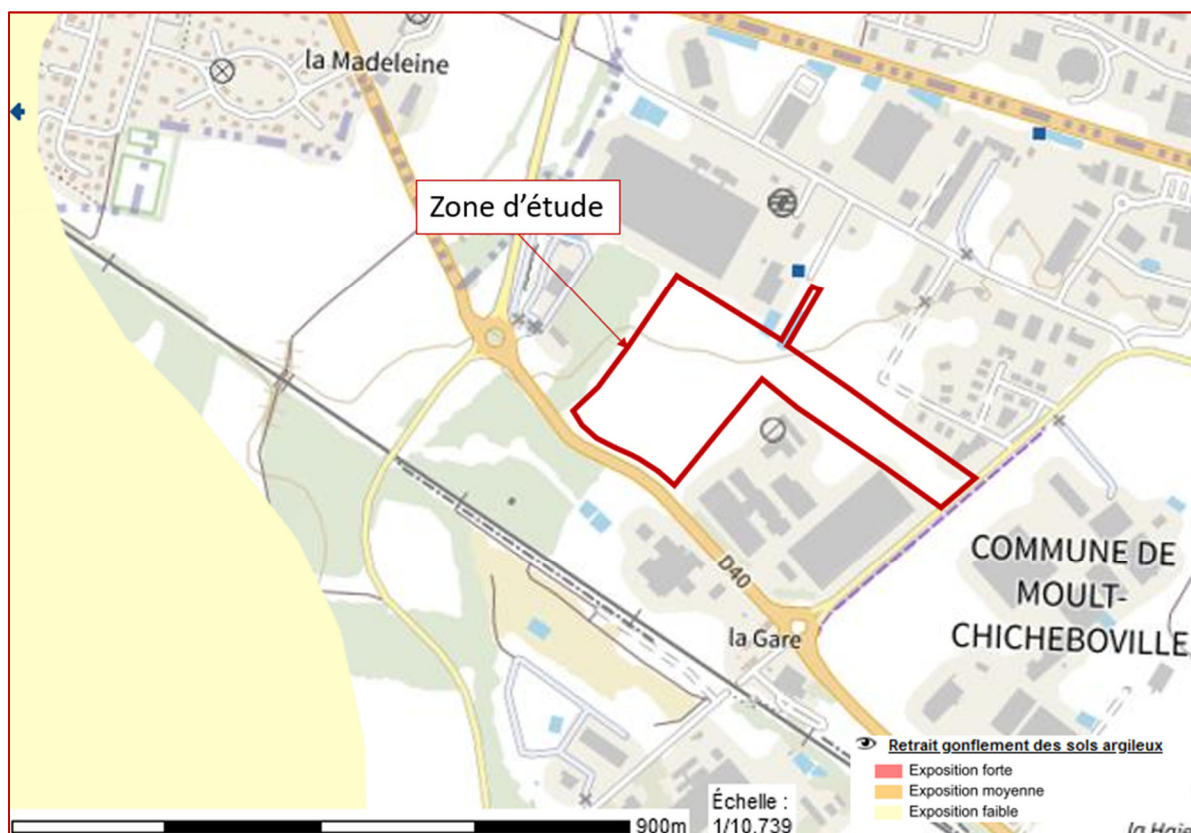 la Madeleine
Zone d'étude
COMMUNE DE
MOULT-
CHICHEBOVILLE
D40
la Gare
Retrait gonflement des sols argileux
Exposition forte
Exposition moyenne
Exposition faible
Échelle :
1/10.739
900m